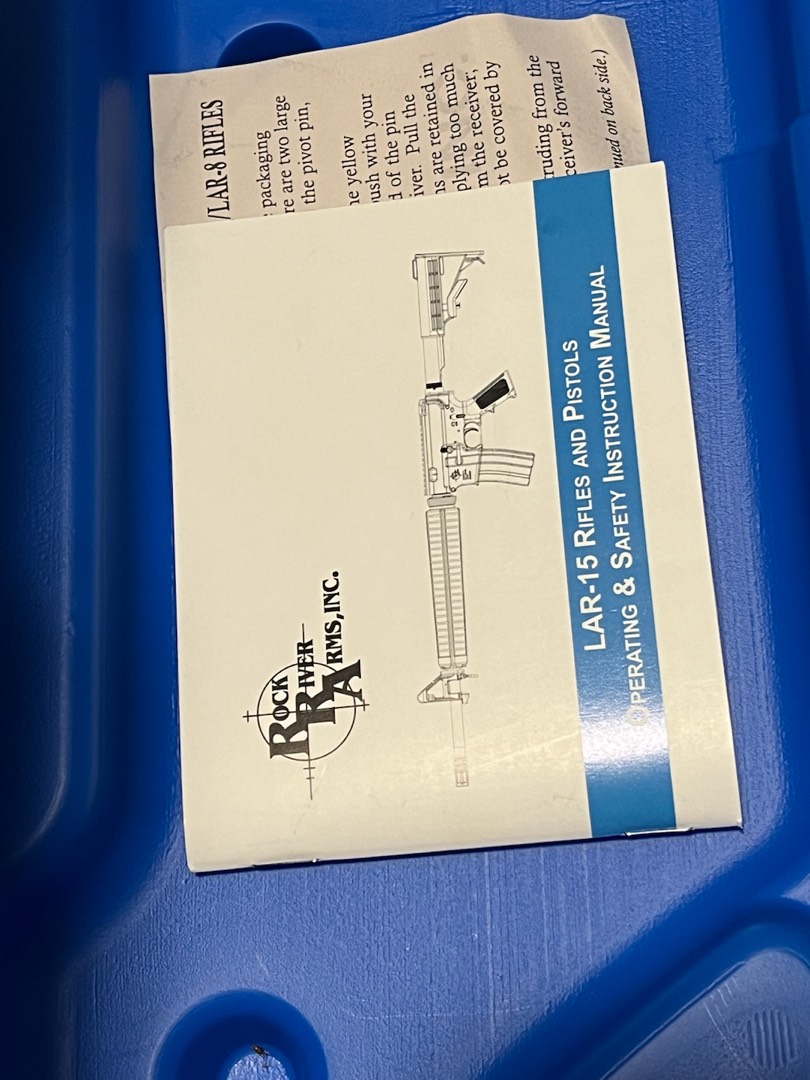 /LAR-8 RIFLES
packaging
re are two large
the pivot pin,
he yellow
ush with your
d of the pin
iver. Pull the
ns are retained in
plying too much
m the receiver,
ot be covered by
ruding from the
ceiver's forward
nued on back side.)
ROCK
RIVER
ARMS, INC.
LAR-15 RIFLES AND PISTOLS
OPERATING & SAFETY INSTRUCTION MANUAL